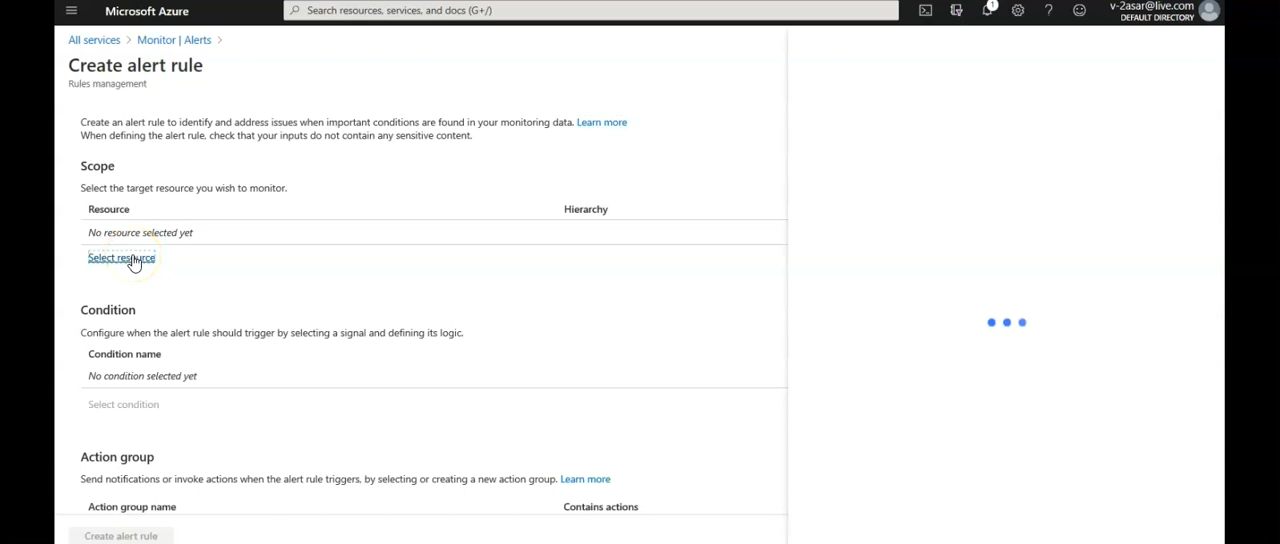 Microsoft Azure
Search resources, services, and docs (G+/)
1
v-2asar@live.com
DEFAULT DIRECTORY
All services > Monitor | Alerts >
Create alert rule
Rules management
Create an alert rule to identify and address issues when important conditions are found in your monitoring data. Learn more
When defining the alert rule, check that your inputs do not contain any sensitive content.
Scope
Select the target resource you wish to monitor.
Resource Hierarchy
No resource selected yet
Select resource
Condition
Configure when the alert rule should trigger by selecting a signal and defining its logic.
Condition name
No condition selected yet
Select condition
Action group
Send notifications or invoke actions when the alert rule triggers, by selecting or creating a new action group. Learn more
Action group name Contains actions
Create alert rule